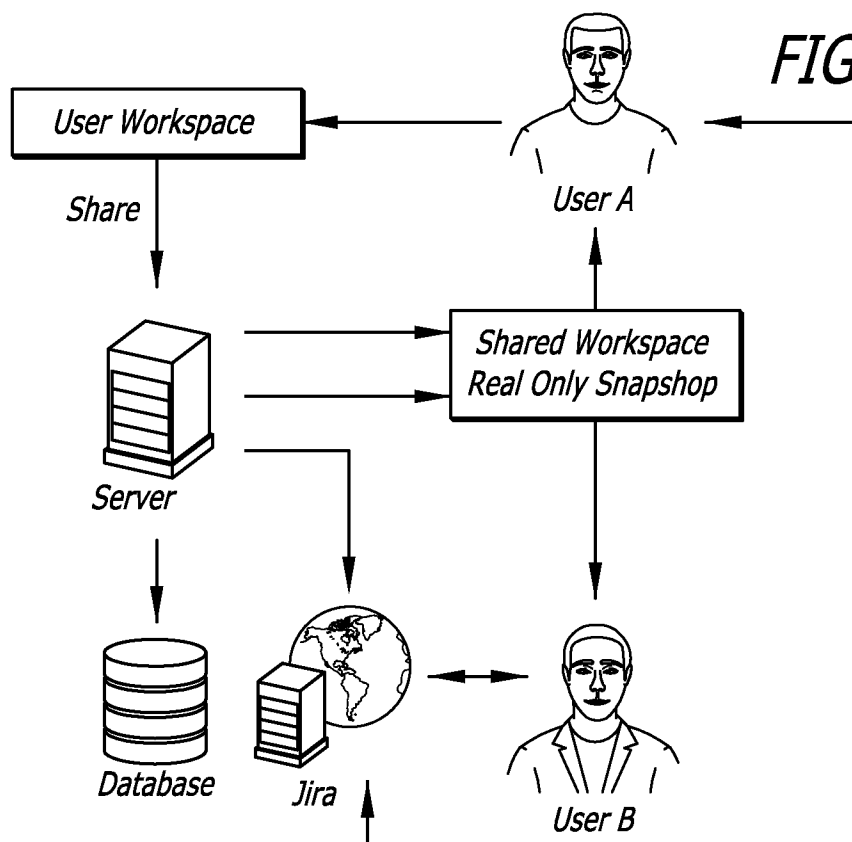 FIG
User Workspace
User A
Share
Shared Workspace
Real Only Snapshop
Server
Database
Jira
User B